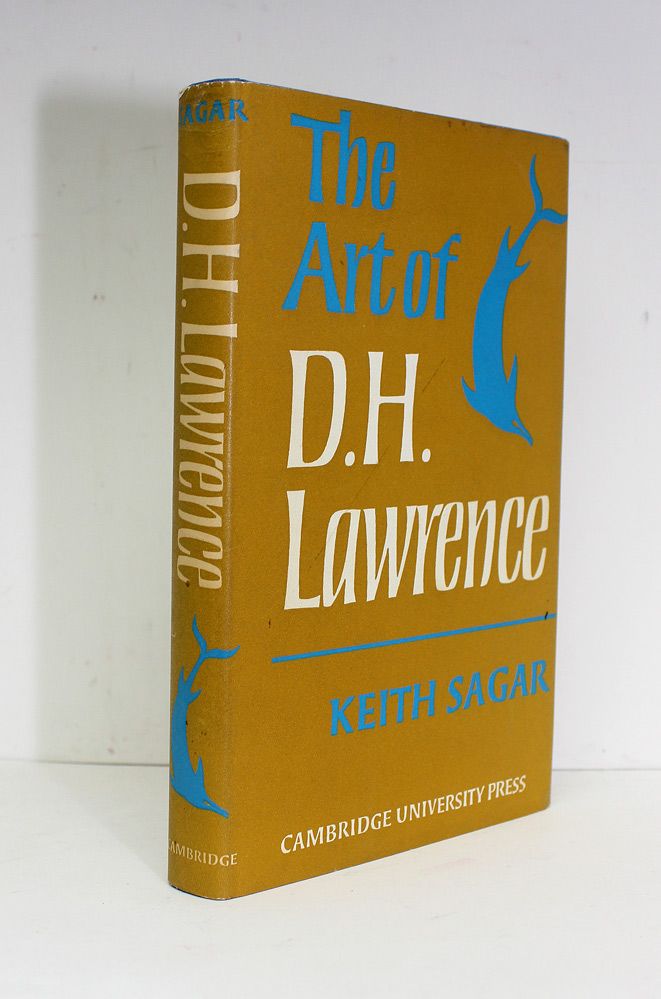 SAGAR
D.H. Lawrence
CAMBRIDGE
The
Art of
D.H.
Lawrence
KEITH SAGAR
CAMBRIDGE UNIVERSITY PRESS